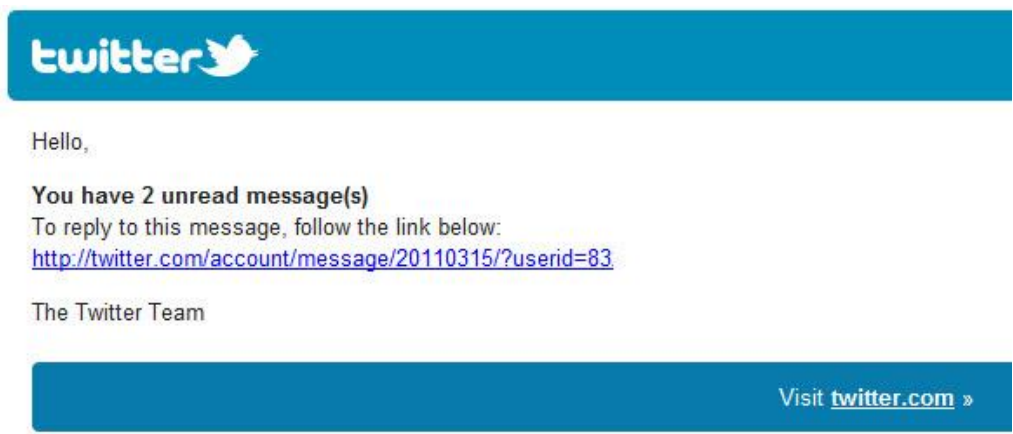 twitter
Hello,
You have 2 unread message(s)
To reply to this message, follow the link below:
http://twitter.com/account/message/20110315/?userid=83
The Twitter Team
Visit twitter.com »